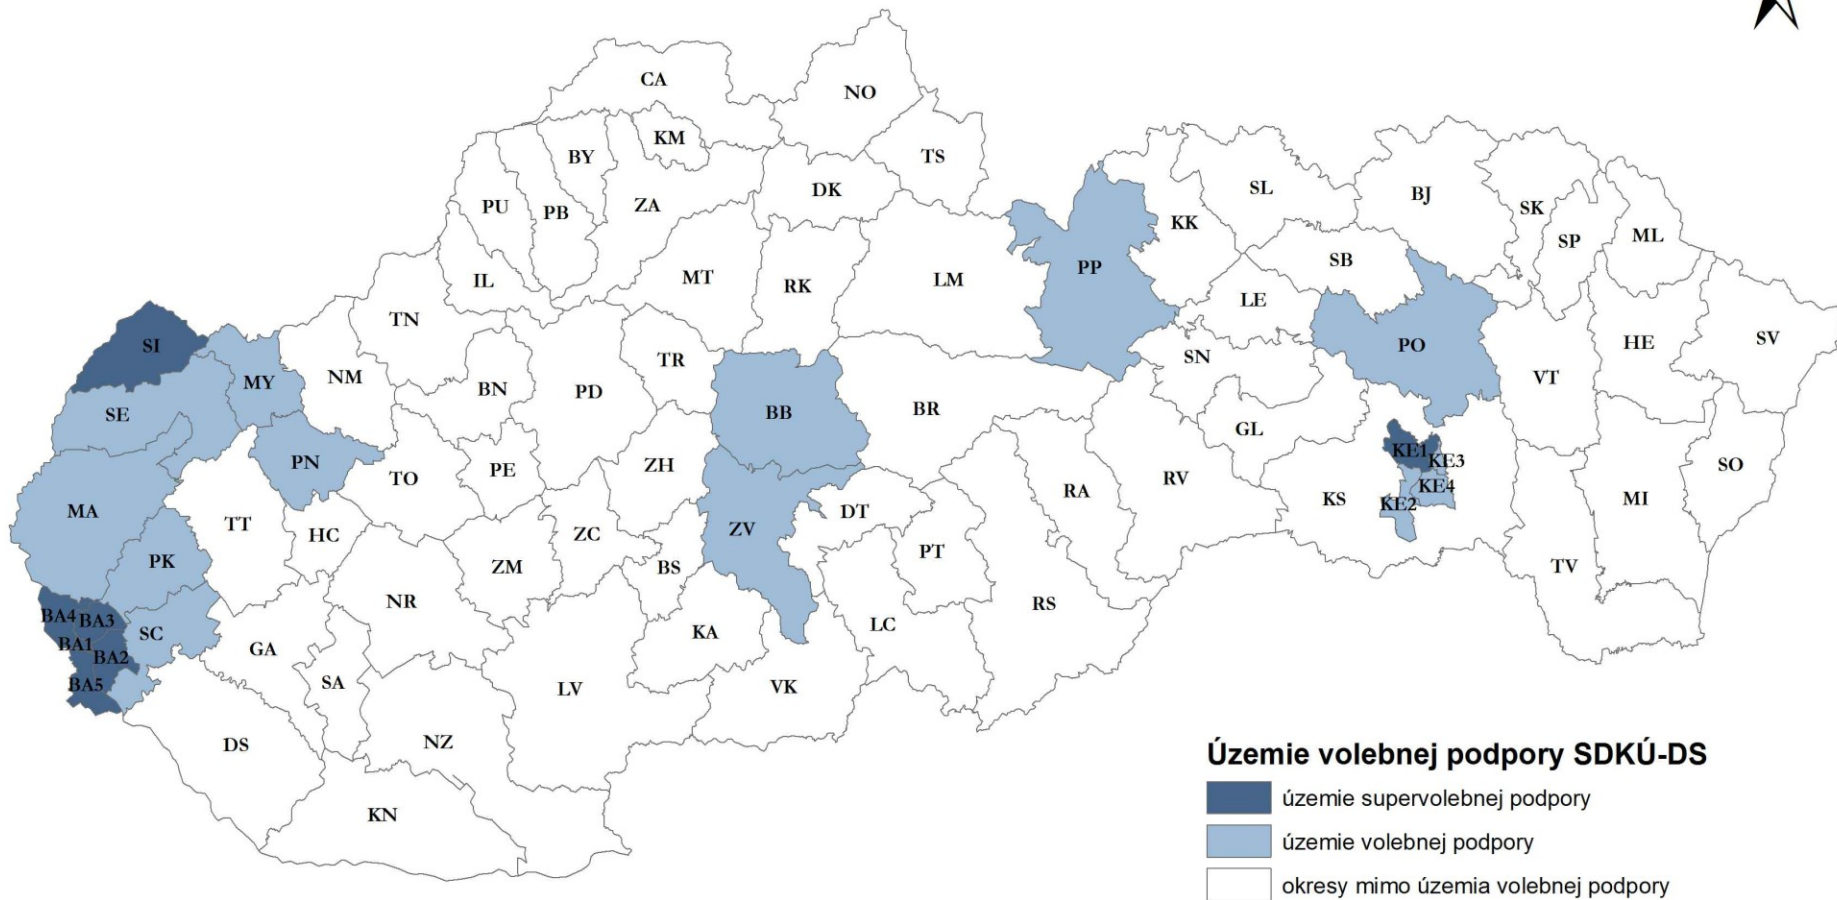 CA
NO
KM
BY
TS
DK
SL
BJ
PU
PB
ZA
KK
SK
SP
ML
IL
MT
RK
LM
PP
SB
LE
TN
SI
MY
NM
BN
PD
TR
SN
PO
VT
HE
SV
SE
BB
BR
GL
PN
TO
PE
ZH
KE1
KE3
MA
TT
HC
ZC
ZV
DT
RA
RV
KS
KE4
KE2
MI
SO
PK
ZM
BS
PT
TV
BA4
BA3
NR
RS
BA1
SC
BA2
GA
KA
LC
BA5
SA
LV
VK
DS
NZ
KN
Územie volebnej podpory SDKÚ-DS
územie supervolebnej podpory
územie volebnej podpory
okresy mimo územia volebnej podpory